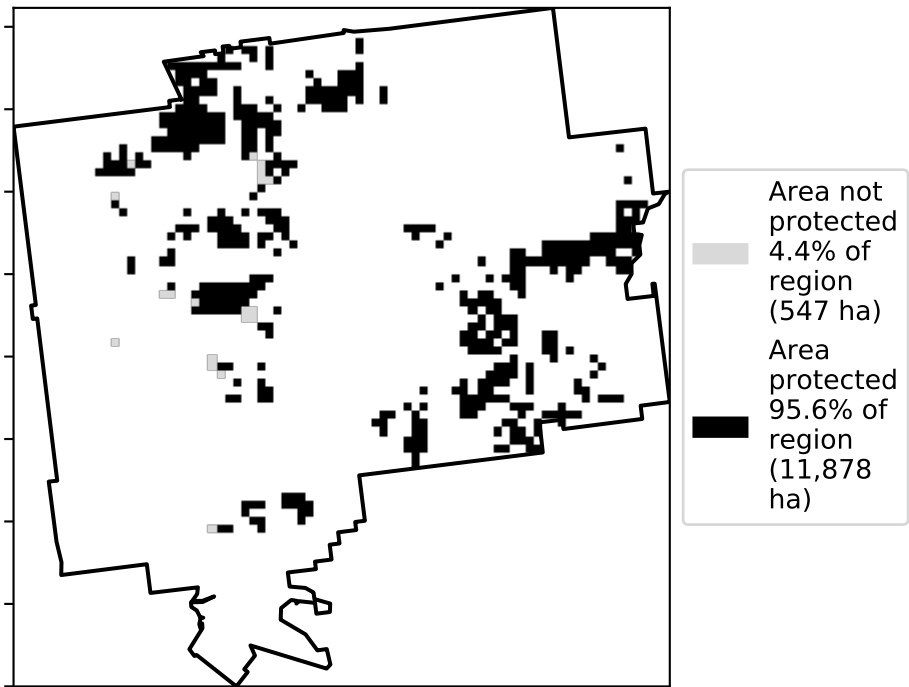 Area not
protected
4.4% of
region
(547 ha)
Area
protected
95.6% of
region
(11,878
ha)